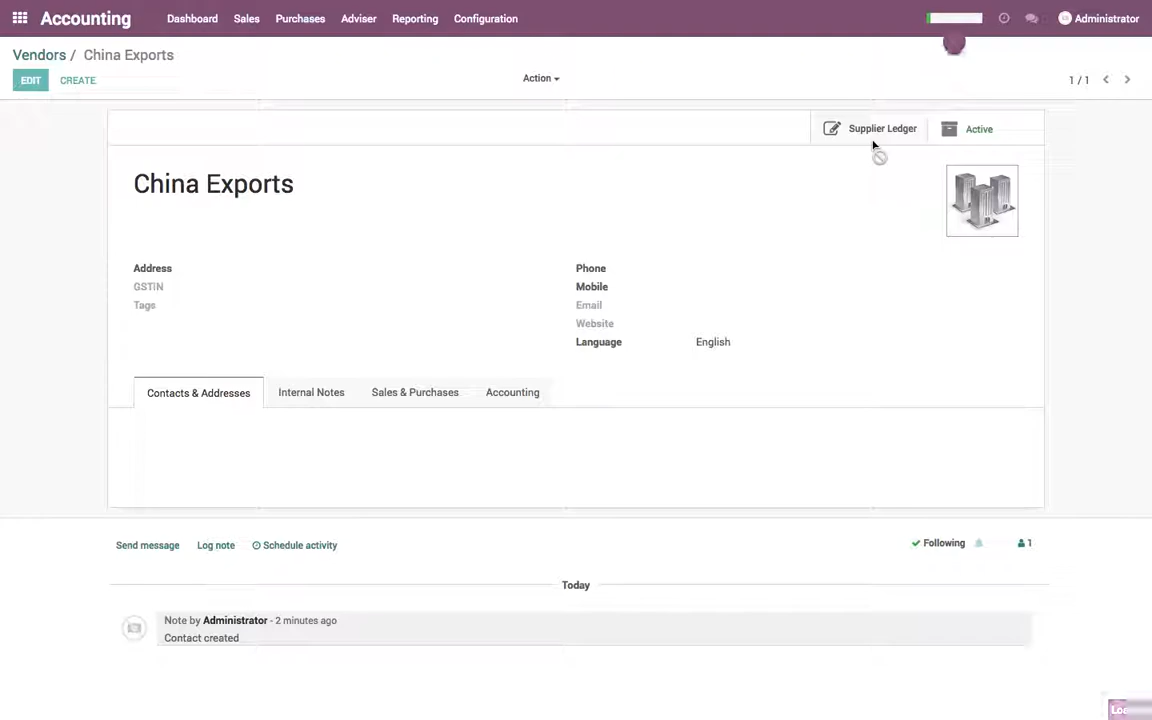 Accounting Dashboard Sales Purchases Adviser Reporting Configuration Administrator
Vendors / China Exports
EDIT CREATE Action 1 / 1
Supplier Ledger Active
China Exports
Address
GSTIN
Tags
Phone
Mobile
Email
Website
Language English
Contacts & Addresses Internal Notes Sales & Purchases Accounting
Send message Log note Schedule activity Following 1
Today
Note by Administrator - 2 minutes ago
Contact created